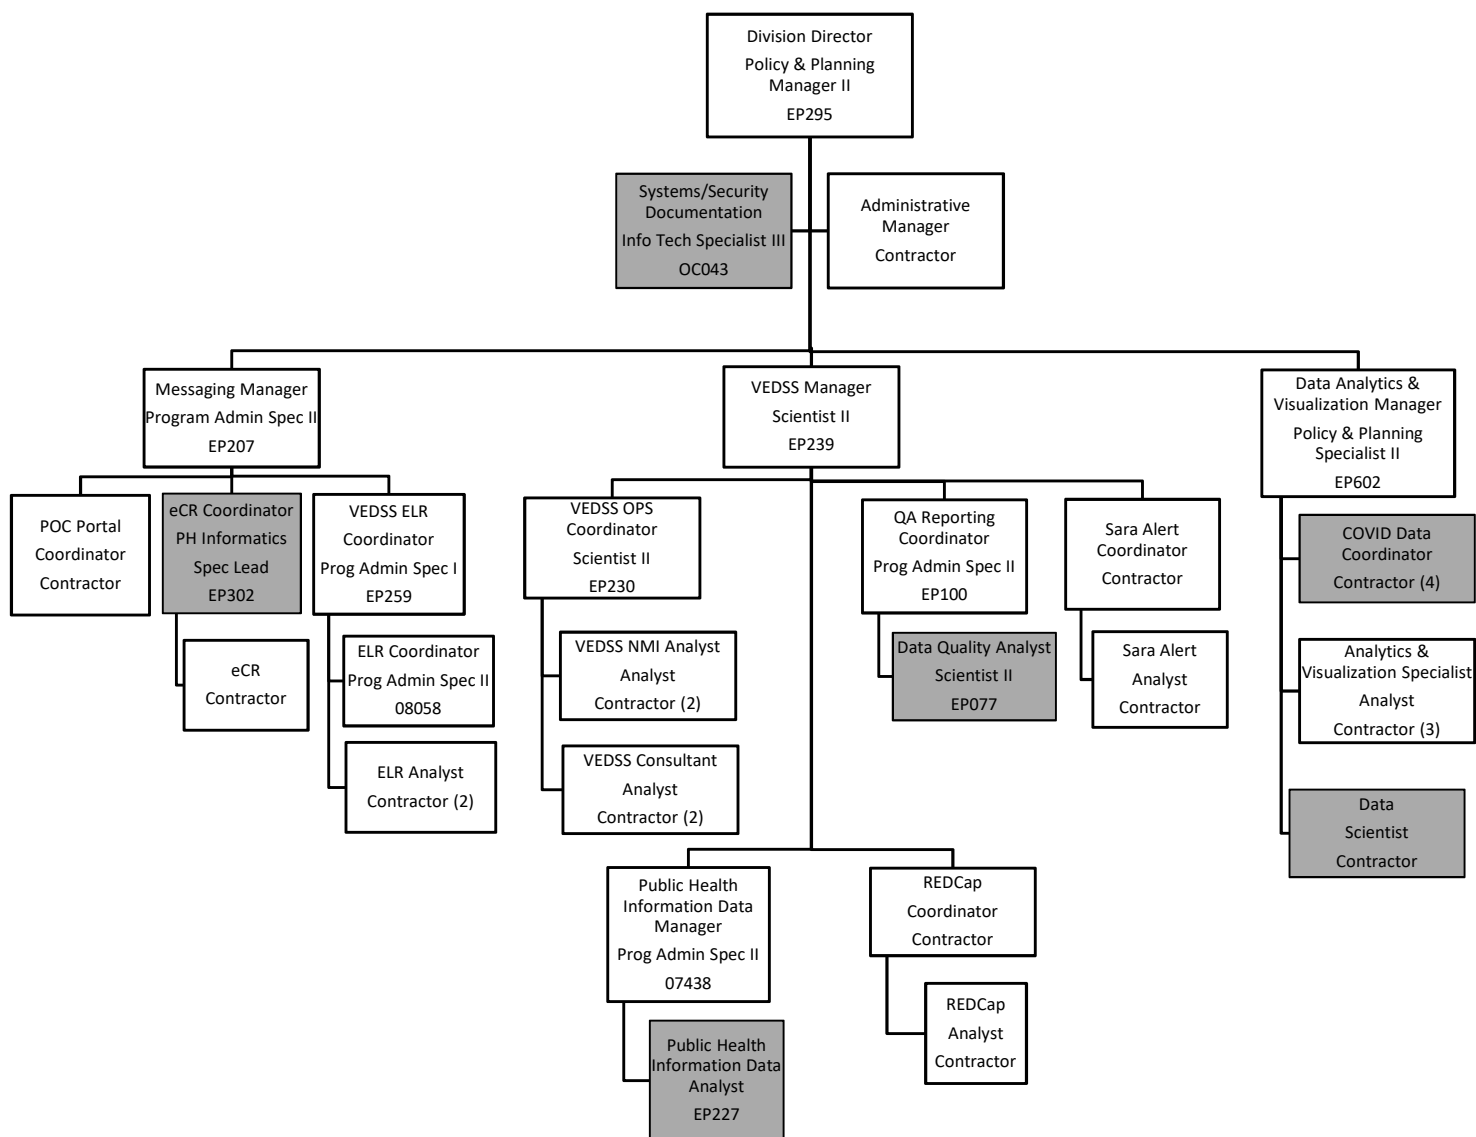 Division Director
Policy & Planning
Manager II
EP295
Systems/Security
Documentation
Info Tech Specialist III
OC043
Administrative
Manager
Contractor
Messaging Manager
Program Admin Spec II
EP207
VEDSS Manager
Scientist II
EP239
Data Analytics &
Visualization Manager
Policy & Planning
Specialist II
EP602
POC Portal
Coordinator
Contractor
eCR Coordinator
PH Informatics
Spec Lead
EP302
VEDSS ELR
Coordinator
Prog Admin Spec I
EP259
VEDSS OPS
Coordinator
Scientist II
EP230
QA Reporting
Coordinator
Prog Admin Spec II
EP100
Sara Alert
Coordinator
Contractor
COVID Data
Coordinator
Contractor (4)
eCR
Contractor
ELR Coordinator
Prog Admin Spec II
08058
VEDSS NMI Analyst
Analyst
Contractor (2)
Data Quality Analyst
Scientist II
EP077
Sara Alert
Analyst
Contractor
Analytics &
Visualization Specialist
Analyst
Contractor (3)
ELR Analyst
Contractor (2)
VEDSS Consultant
Analyst
Contractor (2)
Data
Scientist
Contractor
Public Health
Information Data
Manager
Prog Admin Spec II
07438
REDCap
Coordinator
Contractor
Public Health
Information Data
Analyst
EP227
REDCap
Analyst
Contractor